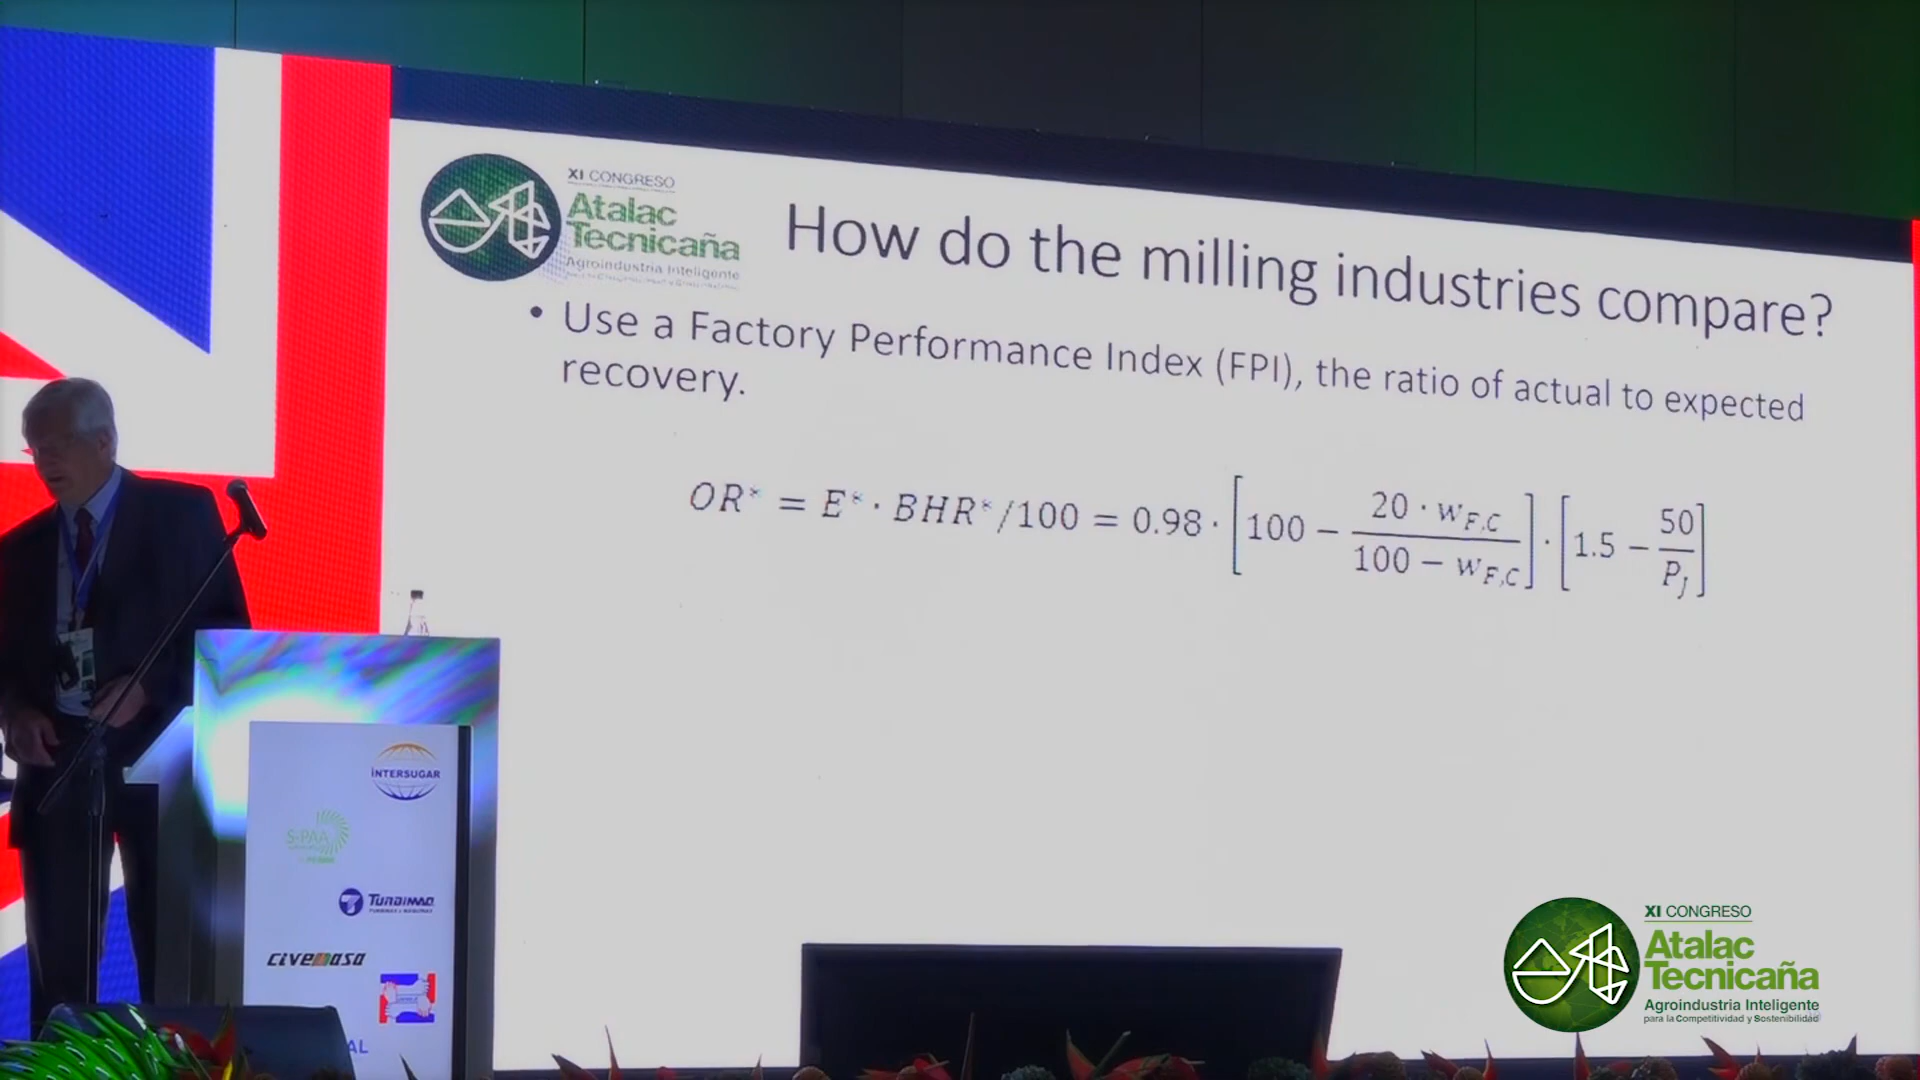 XI CONGRESO
Atalac
Tecnicaña
Agroindustria Inteligente
How do the milling industries compare?
• Use a Factory Performance Index (FPI), the ratio of actual to expected
recovery.
OR* = E* · BHR*/100 = 0.98 · [100 − (20 · w_F,C)/(100 − w_F,C)] · [1.5 − 50/P_J]
INTERSUGAR
S-PAA
TURBIMAQ
CIVEMASA
AL
XI CONGRESO
Atalac
Tecnicaña
Agroindustria Inteligente
para la Competitividad y Sostenibilidad